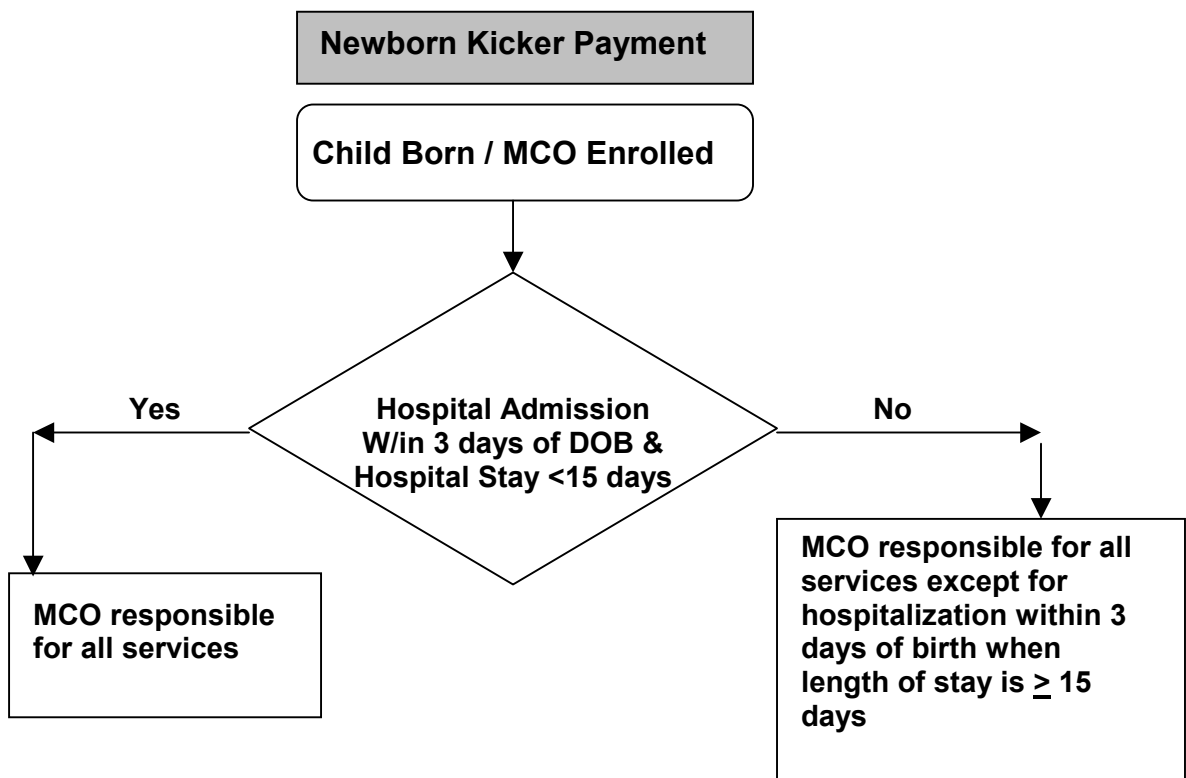 Newborn Kicker Payment
Child Born / MCO Enrolled
Yes
Hospital Admission
W/in 3 days of DOB &
Hospital Stay <15 days
No
MCO responsible
for all services
MCO responsible for all
services except for
hospitalization within 3
days of birth when
length of stay is ≥ 15
days